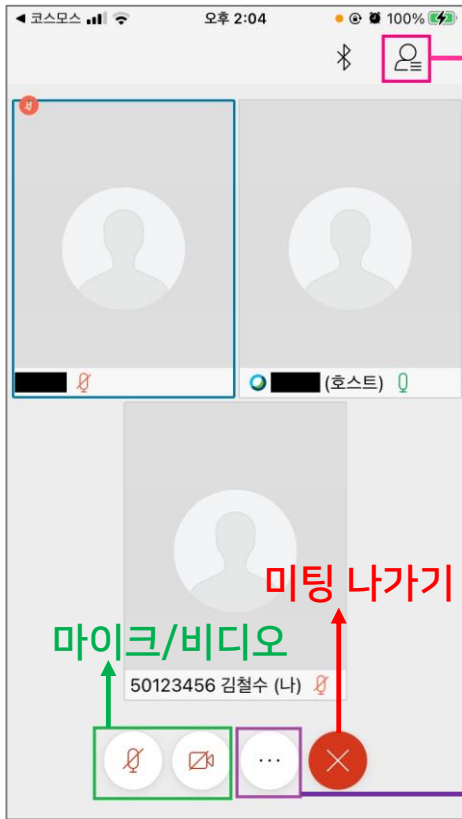 ◀ 코스모스 오후 2:04 100%
(호스트)
미팅 나가기
마이크/비디오
50123456 김철수 (나)